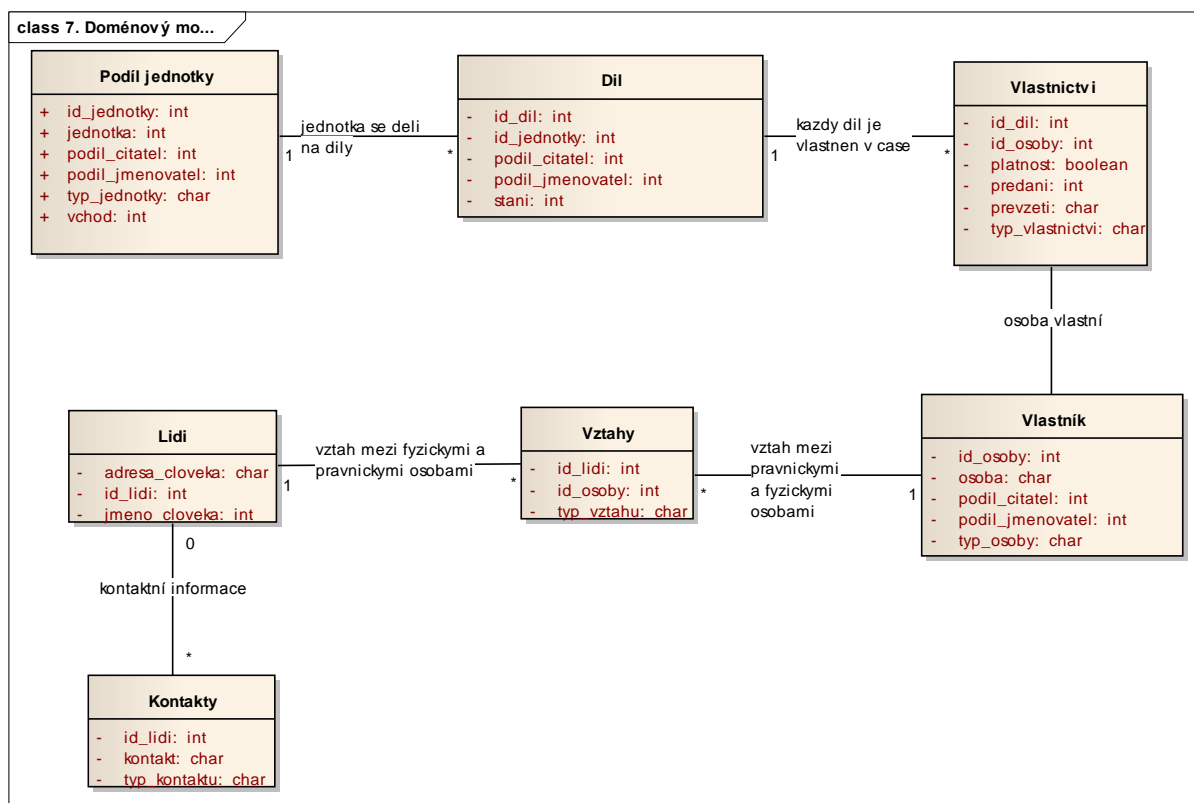 class 7. Doménový mo...
Podíl jednotky
+ id_jednotky: int
+ jednotka: int
+ podil_citatel: int
+ podil_jmenovatel: int
+ typ_jednotky: char
+ vchod: int
jednotka se deli
na dily
1
*
Dil
- id_dil: int
- id_jednotky: int
- podil_citatel: int
- podil_jmenovatel: int
- stani: int
kazdy dil je
vlastnen v case
1
*
Vlastnictvi
- id_dil: int
- id_osoby: int
- platnost: boolean
- predani: int
- prevzeti: char
- typ_vlastnictvi: char
osoba vlastní
Lidi
- adresa_cloveka: char
- id_lidi: int
- jmeno_cloveka: int
vztah mezi fyzickymi a
pravnickymi osobami
1
*
Vztahy
- id_lidi: int
- id_osoby: int
- typ_vztahu: char
vztah mezi
pravnickymi
a fyzickymi
osobami
*
1
Vlastník
- id_osoby: int
- osoba: char
- podil_citatel: int
- podil_jmenovatel: int
- typ_osoby: char
0
kontaktní informace
*
Kontakty
- id_lidi: int
- kontakt: char
- typ_kontaktu: char